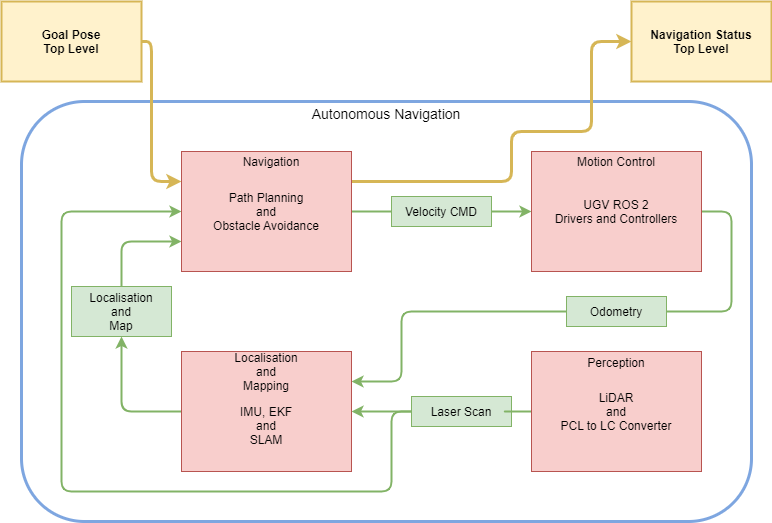 Goal Pose
Top Level
Navigation Status
Top Level
Autonomous Navigation
Navigation
Path Planning
and
Obstacle Avoidance
Velocity CMD
Motion Control
UGV ROS 2
Drivers and Controllers
Localisation
and
Map
Odometry
Localisation
and
Mapping
IMU, EKF
and
SLAM
Laser Scan
Perception
LiDAR
and
PCL to LC Converter